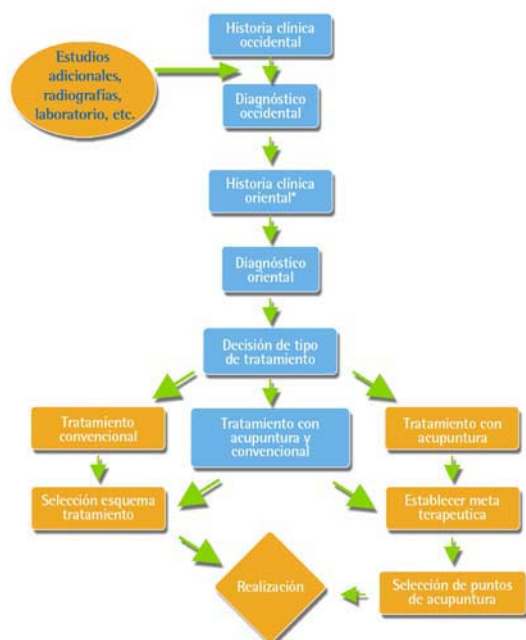 Historia clínica
occidental
Estudios
adicionales,
radiografías,
laboratorio, etc.
Diagnóstico
occidental
Historia clínica
oriental*
Diagnóstico
oriental
Decisión de tipo
de tratamiento
Tratamiento
convencional
Tratamiento con
acupuntura y
convencional
Tratamiento con
acupuntura
Selección esquema
tratamiento
Establecer meta
terapeutica
Realización
Selección de puntos
de acupuntura